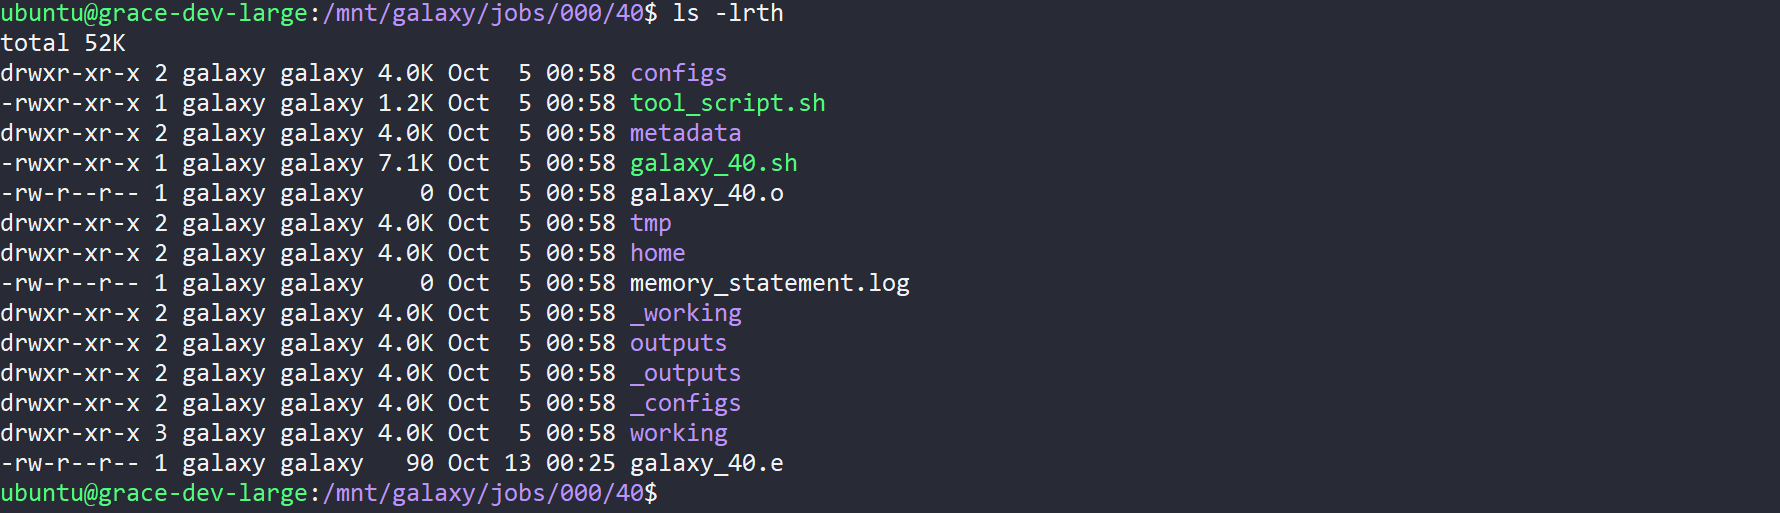 ubuntu@grace-dev-large:/mnt/galaxy/jobs/000/40$ ls -lrth
total 52K
drwxr-xr-x 2 galaxy galaxy 4.0K Oct  5 00:58 configs
-rwxr-xr-x 1 galaxy galaxy 1.2K Oct  5 00:58 tool_script.sh
drwxr-xr-x 2 galaxy galaxy 4.0K Oct  5 00:58 metadata
-rwxr-xr-x 1 galaxy galaxy 7.1K Oct  5 00:58 galaxy_40.sh
-rw-r--r-- 1 galaxy galaxy    0 Oct  5 00:58 galaxy_40.o
drwxr-xr-x 2 galaxy galaxy 4.0K Oct  5 00:58 tmp
drwxr-xr-x 2 galaxy galaxy 4.0K Oct  5 00:58 home
-rw-r--r-- 1 galaxy galaxy    0 Oct  5 00:58 memory_statement.log
drwxr-xr-x 2 galaxy galaxy 4.0K Oct  5 00:58 _working
drwxr-xr-x 2 galaxy galaxy 4.0K Oct  5 00:58 outputs
drwxr-xr-x 2 galaxy galaxy 4.0K Oct  5 00:58 _outputs
drwxr-xr-x 2 galaxy galaxy 4.0K Oct  5 00:58 _configs
drwxr-xr-x 3 galaxy galaxy 4.0K Oct  5 00:58 working
-rw-r--r-- 1 galaxy galaxy   90 Oct 13 00:25 galaxy_40.e
ubuntu@grace-dev-large:/mnt/galaxy/jobs/000/40$